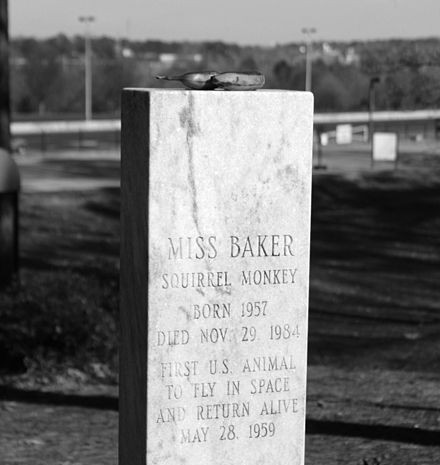 MISS BAKER
SQUIRREL MONKEY
BORN 1957
DIED NOV. 29 1984
FIRST U.S. ANIMAL
TO FLY IN SPACE
AND RETURN ALIVE
MAY 28. 1959